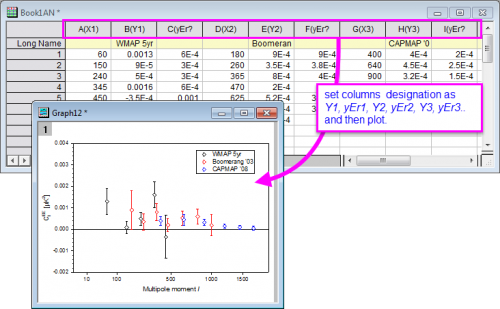 Book1AN *
A(X1) B(Y1) C(yEr? D(X2) E(Y2) F(yEr? G(X3) H(Y3) I(yEr?
Long Name WMAP 5yr Boomeran CAPMAP '0
1 60 0.0013 6E-4 180 9E-4 9E-4 400 4E-4 2E-4
2 150 9E-5 3E-4 260 3.5E-4 3.8E-4 640 4.5E-4 2.5E-4
3 240 5E-4 3E-4 365 8E-4 4E-4 900 3.2E-4 1.5E-4
4 345 0.0016 6E-4 470 2E-4
5 450 -3.5E-4 0.001 625 5.2E-4
set columns designation as
Y1, yEr1, Y2, yEr2, Y3, yEr3..
and then plot.
Graph12 *
1
WMAP 5yr
Boomerang '03
CAPMAP '08
0.004
0.003
0.002
0.001
0.000
-0.001
-0.002
10 100 500 1000 1500
Multipole moment l